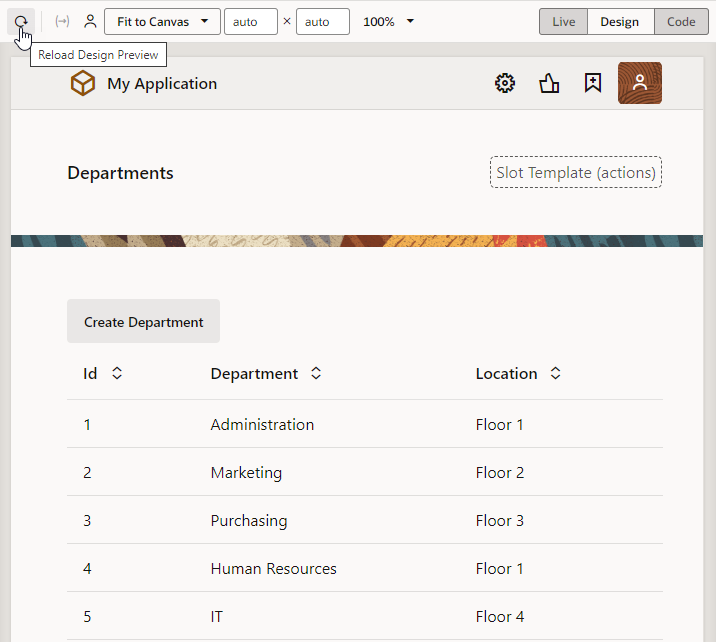 Fit to Canvas auto × auto 100% Live Design Code
Reload Design Preview
My Application
Departments Slot Template (actions)
Create Department
Id Department Location
1 Administration Floor 1
2 Marketing Floor 2
3 Purchasing Floor 3
4 Human Resources Floor 1
5 IT Floor 4